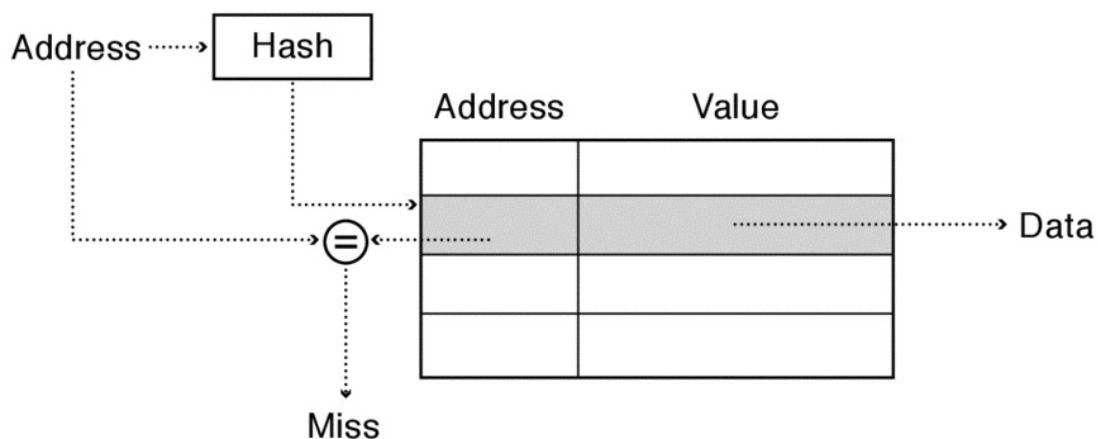 Address
Hash
Address
Value
=
Data
Miss